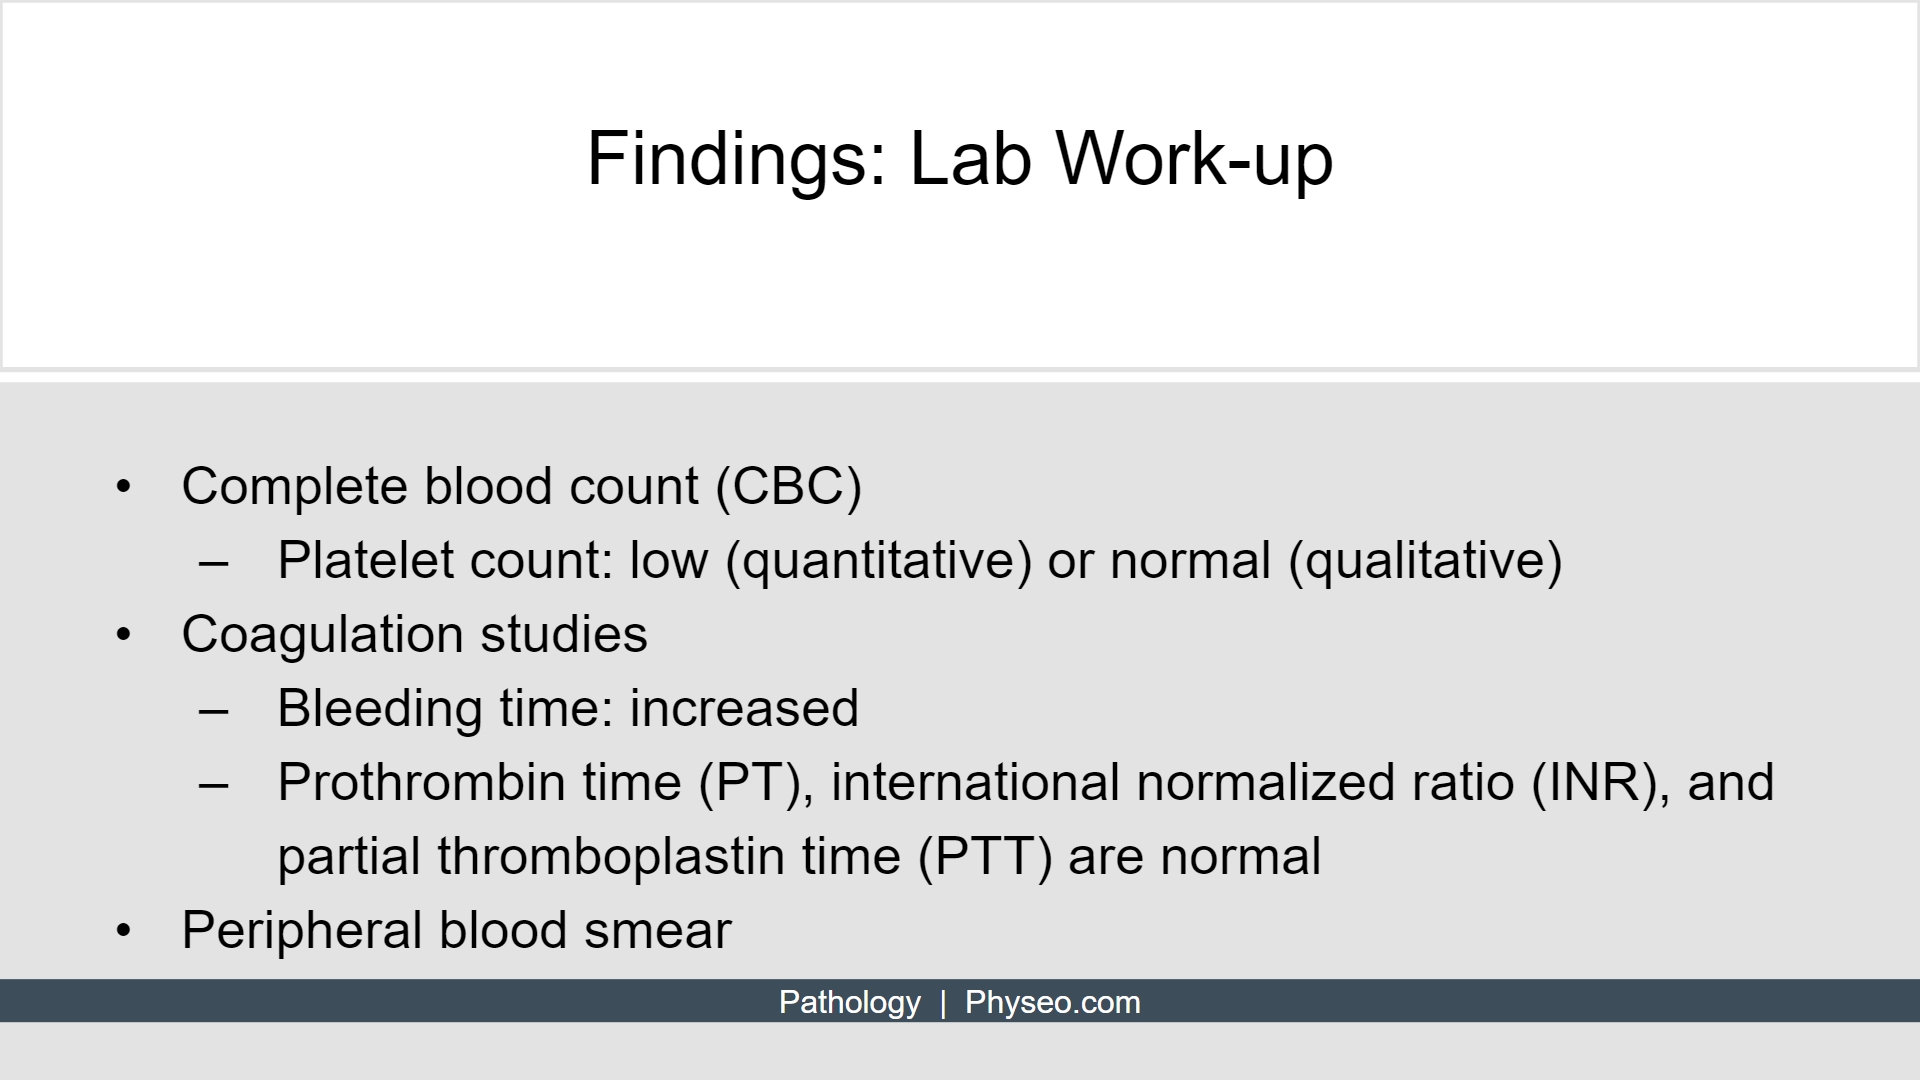 Findings: Lab Work-up
• Complete blood count (CBC)
– Platelet count: low (quantitative) or normal (qualitative)
• Coagulation studies
– Bleeding time: increased
– Prothrombin time (PT), international normalized ratio (INR), and
partial thromboplastin time (PTT) are normal
• Peripheral blood smear
Pathology | Physeo.com